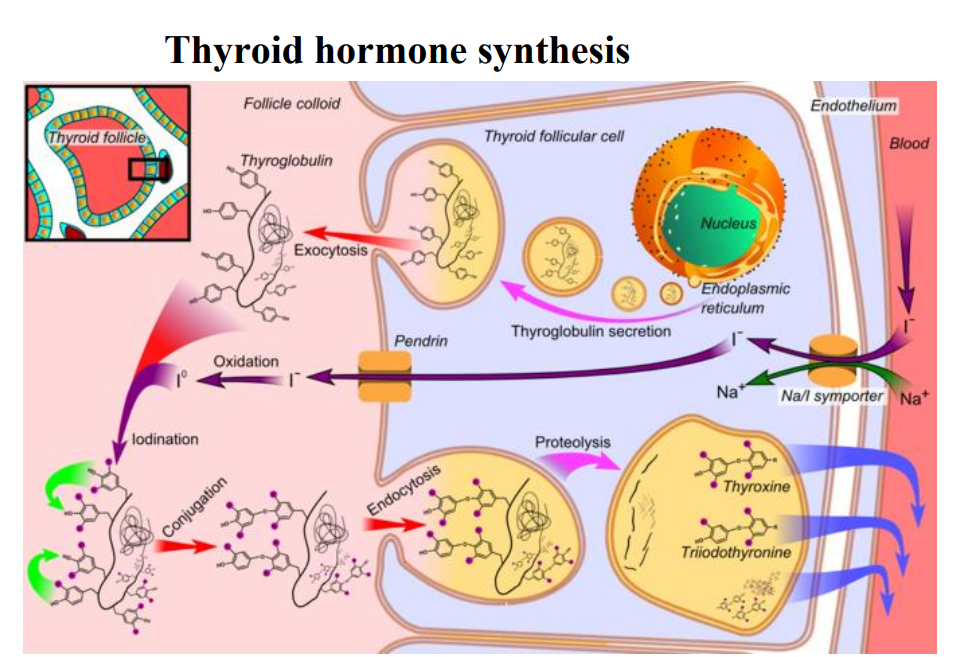 Thyroid hormone synthesis
Thyroid follicle
Follicle colloid
Thyroid follicular cell
Endothelium
Blood
Thyroglobulin
Nucleus
Exocytosis
Endoplasmic
reticulum
Thyroglobulin secretion
Pendrin
I⁻
I⁻
Oxidation
I⁰
I⁻
Na⁺
Na/I symporter
Na⁺
Iodination
Proteolysis
Endocytosis
Conjugation
Thyroxine
Triiodothyronine